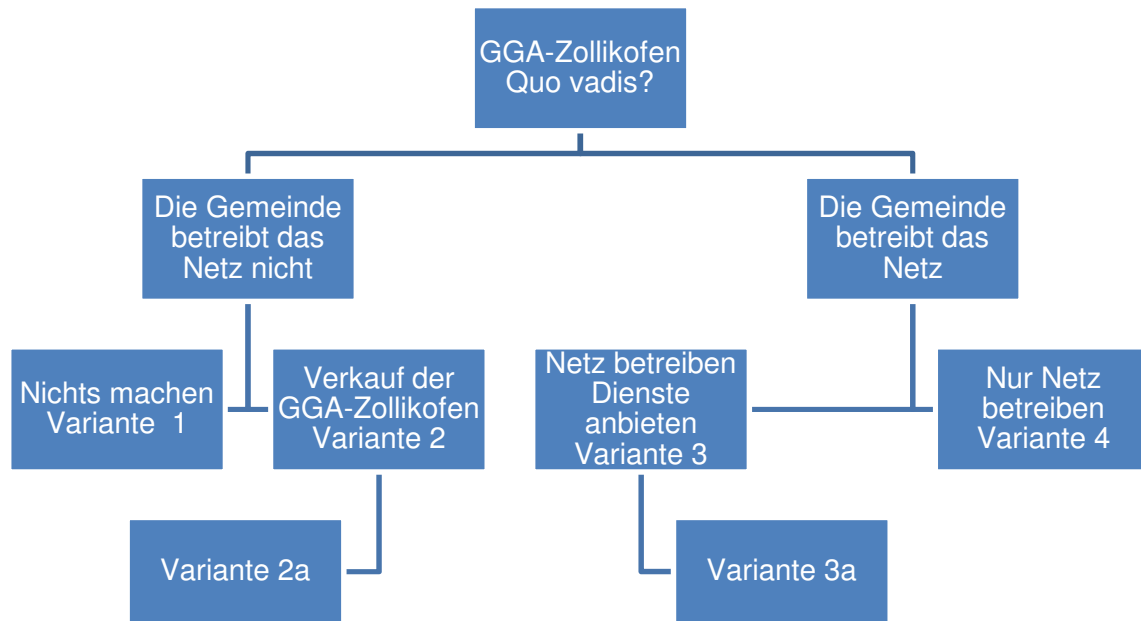 GGA-Zollikofen
Quo vadis?
Die Gemeinde
betreibt das
Netz nicht
Die Gemeinde
betreibt das
Netz
Nichts machen
Variante 1
Verkauf der
GGA-Zollikofen
Variante 2
Netz betreiben
Dienste
anbieten
Variante 3
Nur Netz
betreiben
Variante 4
Variante 2a
Variante 3a